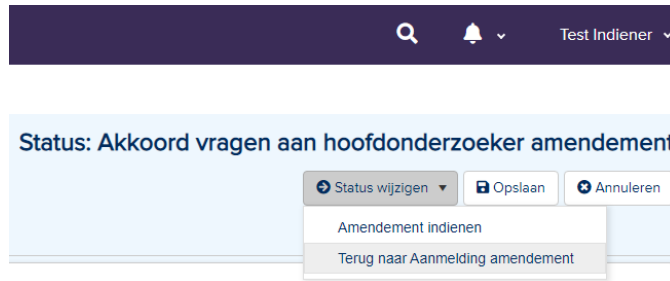 Test Indiener
Status: Akkoord vragen aan hoofdonderzoeker amendement
Status wijzigen Opslaan Annuleren
Amendement indienen
Terug naar Aanmelding amendement